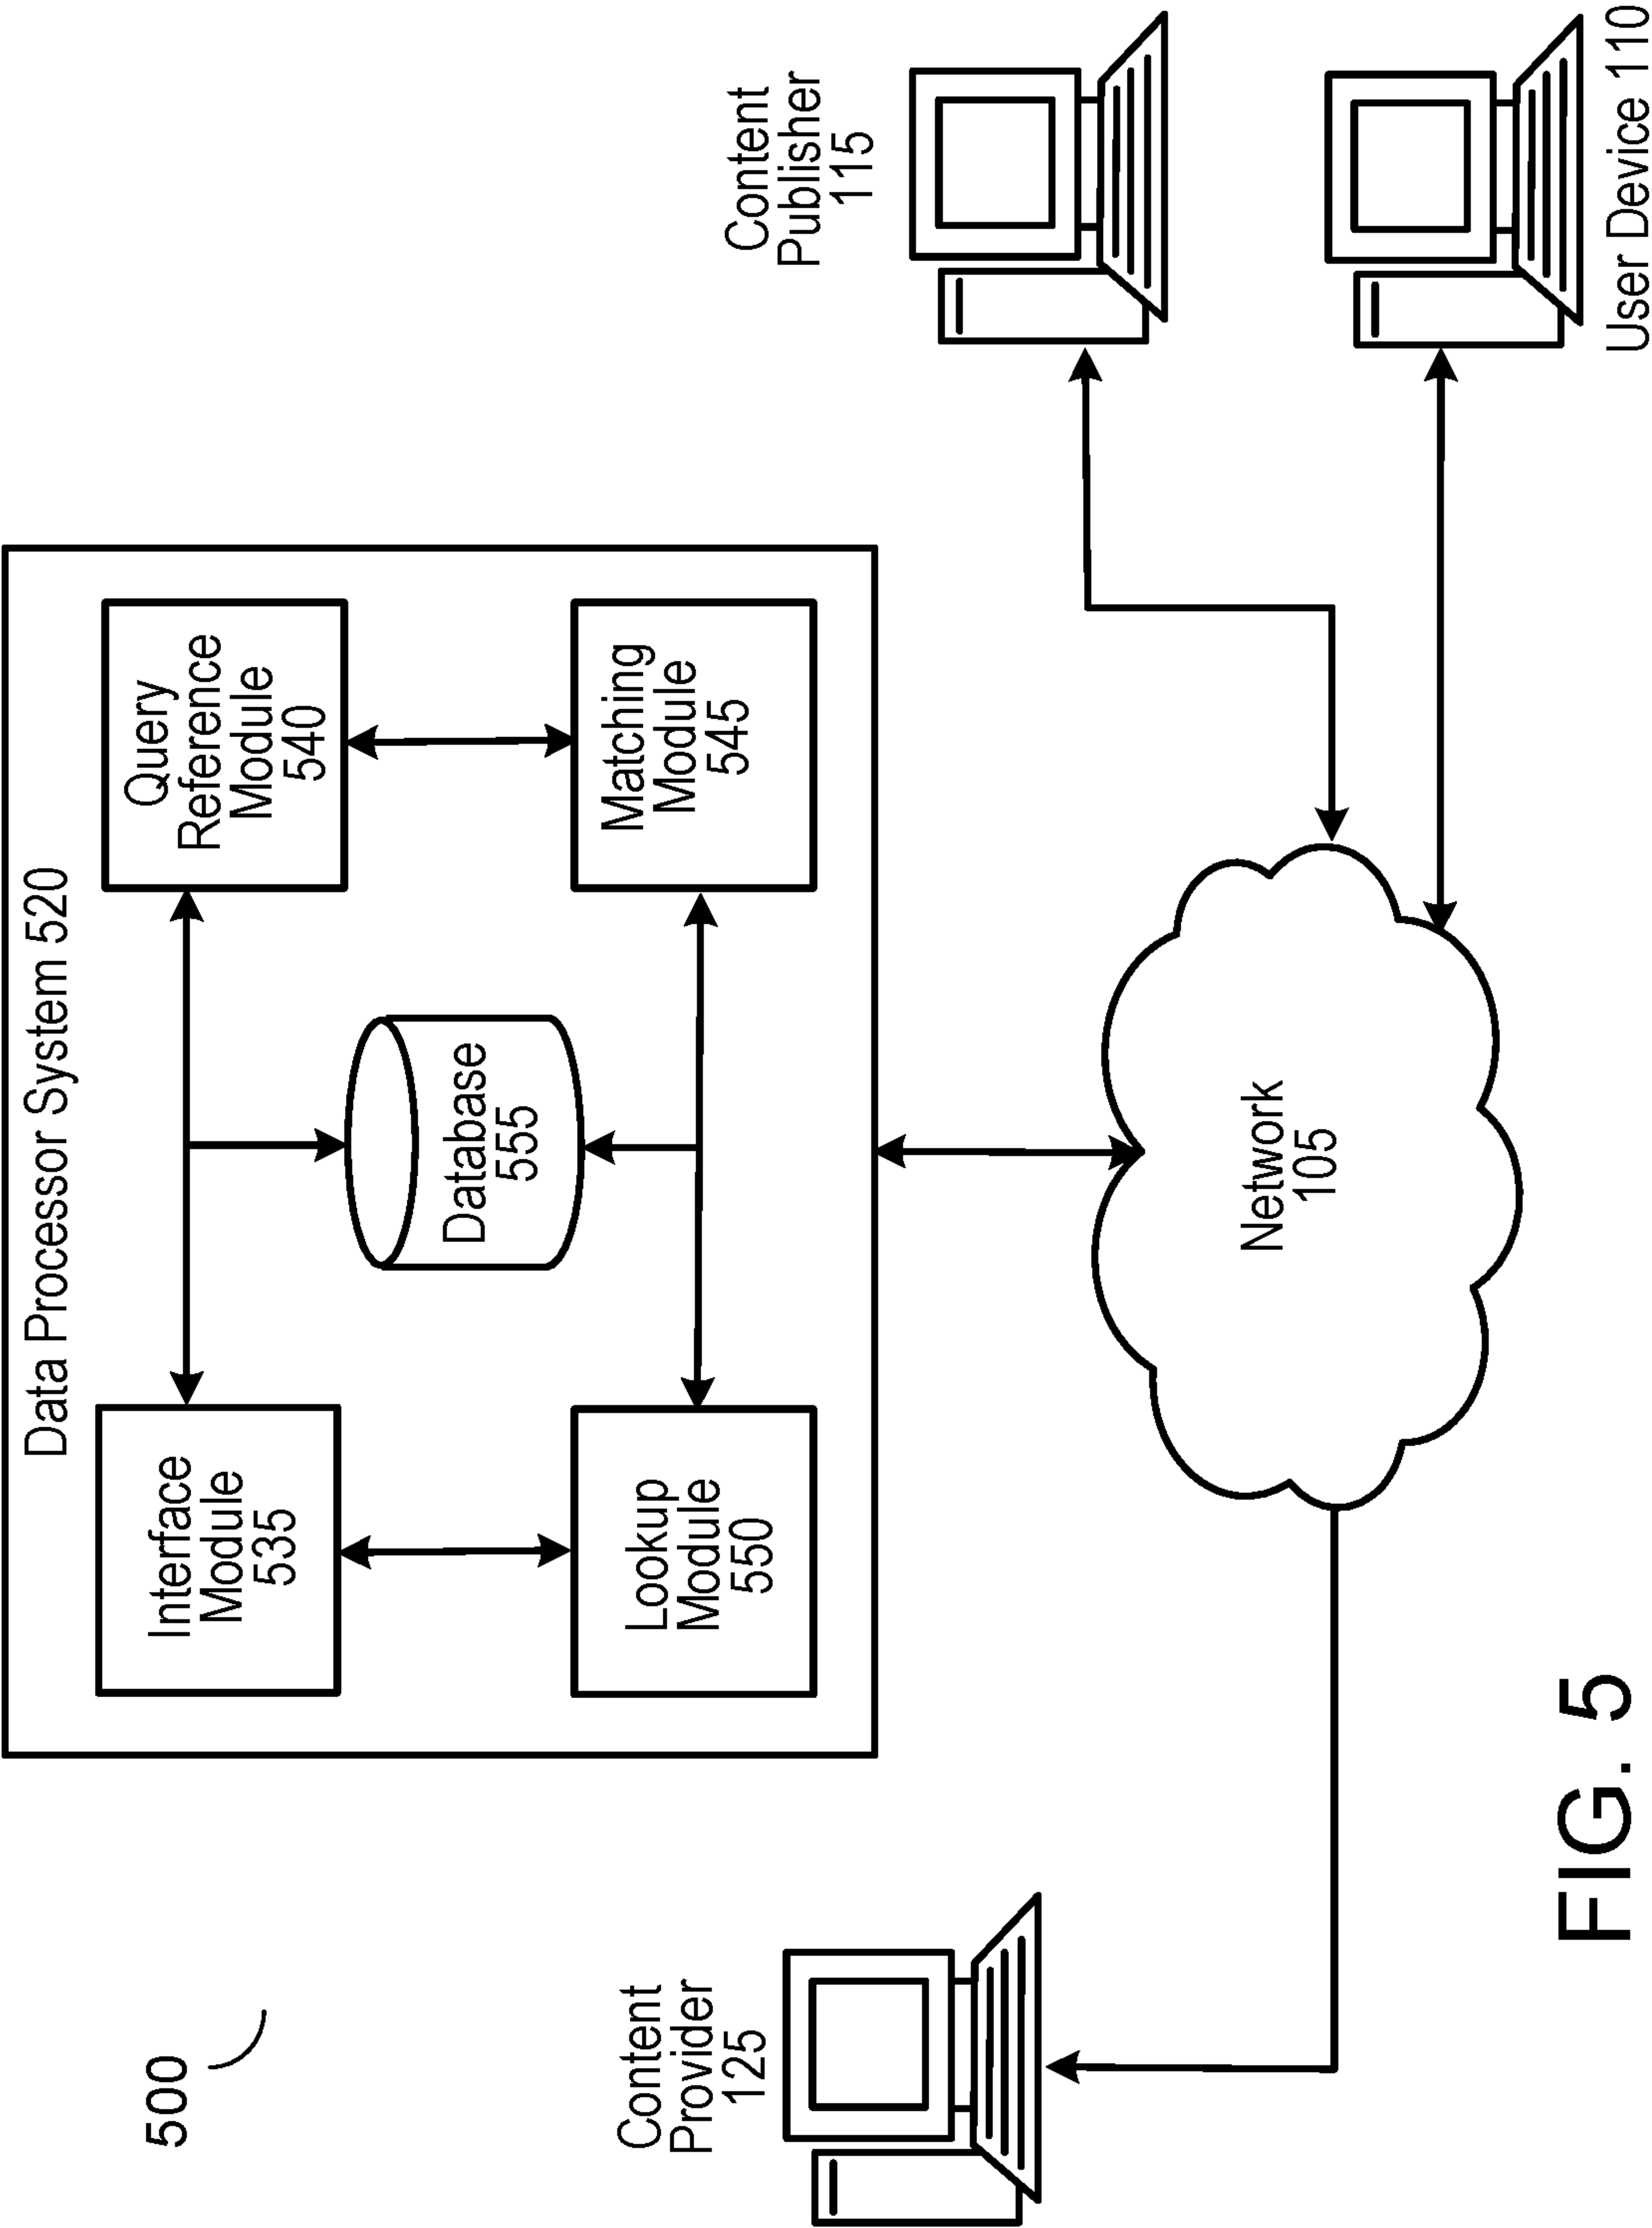 500
Data Processor System 520
Interface
Module
535
Query
Reference
Module
540
Database
555
Lookup
Module
550
Matching
Module
545
Content
Provider
125
Content
Publisher
115
Network
105
User Device 110
FIG. 5